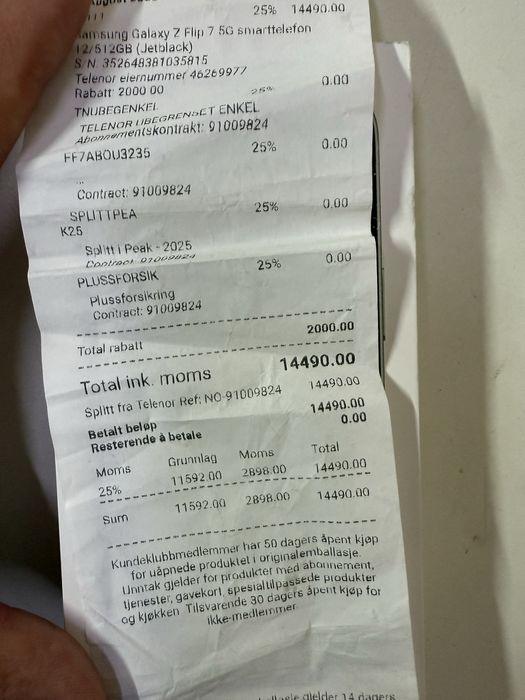 25% 14490.00
amsung Galaxy Z Flip 7 5G smarttelefon
12/512GB (Jetblack)
S/N: 352648381035815
Telenor eiernummer 46269977
Rabatt: 2000.00
25% 0.00
TNUBEGENKEL
TELENOR UBEGRENSET ENKEL
Abonnementskontrakt: 91009824
FF7ABOU3235 25% 0.00
...
Contract: 91009824
SPLITTPEA 25% 0.00
K25
Splitt i Peak - 2025
Contract: 91009824
PLUSSFORSIK 25% 0.00
Plussforsikring
Contract: 91009824
Total rabatt 2000.00
Total ink. moms 14490.00
Splitt fra Telenor Ref: NO-91009824 14490.00
Betalt beløp 14490.00
Resterende å betale 0.00
Moms Grunnlag Moms Total
25% 11592.00 2898.00 14490.00
Sum 11592.00 2898.00 14490.00
Kundeklubbmedlemmer har 50 dagers åpent kjøp
for uåpnede produktet i originalemballasje.
Unntak gjelder for produkter med abonnement,
tjenester, gavekort, spesialtilpassede produkter
og kjøkken. Tilsvarende 30 dagers åpent kjøp for
ikke-medlemmer.
gjelder 14 dagers